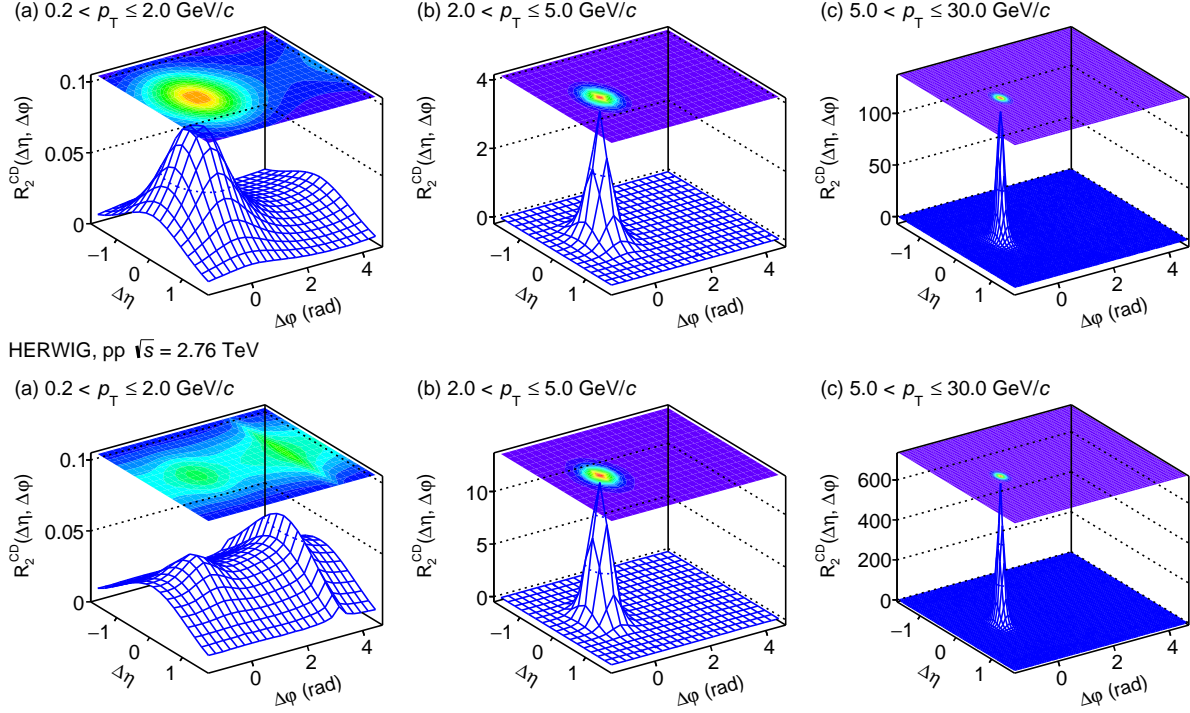 (a) 0.2 < p_T ≤ 2.0 GeV/c
(b) 2.0 < p_T ≤ 5.0 GeV/c
(c) 5.0 < p_T ≤ 30.0 GeV/c
R_2^CD(Δη, Δφ)
0.1
0.05
0
−1
0
1
Δη
0
2
4
Δφ (rad)
R_2^CD(Δη, Δφ)
4
2
0
−1
0
1
Δη
0
2
4
Δφ (rad)
R_2^CD(Δη, Δφ)
100
50
0
−1
0
1
Δη
0
2
4
Δφ (rad)
HERWIG, pp √s = 2.76 TeV
(a) 0.2 < p_T ≤ 2.0 GeV/c
(b) 2.0 < p_T ≤ 5.0 GeV/c
(c) 5.0 < p_T ≤ 30.0 GeV/c
R_2^CD(Δη, Δφ)
0.1
0.05
0
−1
0
1
Δη
0
2
4
Δφ (rad)
R_2^CD(Δη, Δφ)
10
5
0
−1
0
1
Δη
0
2
4
Δφ (rad)
R_2^CD(Δη, Δφ)
600
400
200
0
−1
0
1
Δη
0
2
4
Δφ (rad)